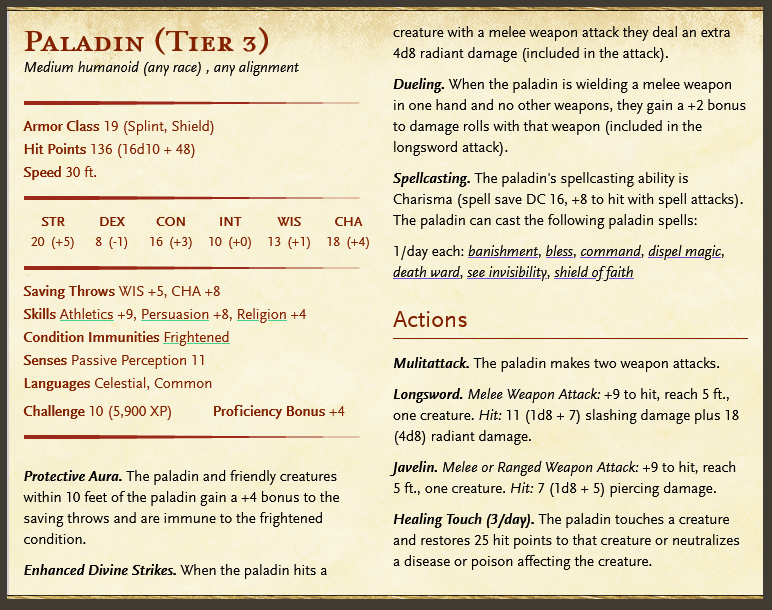 Paladin (Tier 3)
Medium humanoid (any race) , any alignment
Armor Class 19 (Splint, Shield)
Hit Points 136 (16d10 + 48)
Speed 30 ft.
STR DEX CON INT WIS CHA
20 (+5) 8 (-1) 16 (+3) 10 (+0) 13 (+1) 18 (+4)
Saving Throws WIS +5, CHA +8
Skills Athletics +9, Persuasion +8, Religion +4
Condition Immunities Frightened
Senses Passive Perception 11
Languages Celestial, Common
Challenge 10 (5,900 XP) Proficiency Bonus +4
Protective Aura. The paladin and friendly creatures
within 10 feet of the paladin gain a +4 bonus to the
saving throws and are immune to the frightened
condition.
Enhanced Divine Strikes. When the paladin hits a
creature with a melee weapon attack they deal an extra
4d8 radiant damage (included in the attack).
Dueling. When the paladin is wielding a melee weapon
in one hand and no other weapons, they gain a +2 bonus
to damage rolls with that weapon (included in the
longsword attack).
Spellcasting. The paladin's spellcasting ability is
Charisma (spell save DC 16, +8 to hit with spell attacks).
The paladin can cast the following paladin spells:
1/day each: banishment, bless, command, dispel magic,
death ward, see invisibility, shield of faith
Actions
Mulitattack. The paladin makes two weapon attacks.
Longsword. Melee Weapon Attack: +9 to hit, reach 5 ft.,
one creature. Hit: 11 (1d8 + 7) slashing damage plus 18
(4d8) radiant damage.
Javelin. Melee or Ranged Weapon Attack: +9 to hit, reach
5 ft., one creature. Hit: 7 (1d8 + 5) piercing damage.
Healing Touch (3/day). The paladin touches a creature
and restores 25 hit points to that creature or neutralizes
a disease or poison affecting the creature.